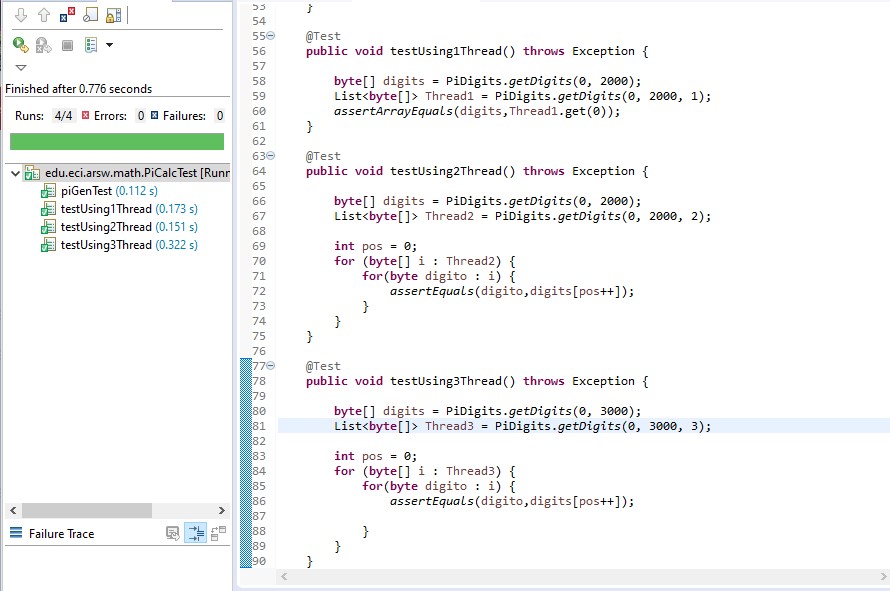 Finished after 0.776 seconds
Runs: 4/4 Errors: 0 Failures: 0
edu.eci.arsw.math.PiCalcTest [Runr
piGenTest (0.112 s)
testUsing1Thread (0.173 s)
testUsing2Thread (0.151 s)
testUsing3Thread (0.322 s)
Failure Trace
53 }
54
55 @Test
56 public void testUsing1Thread() throws Exception {
57
58 byte[] digits = PiDigits.getDigits(0, 2000);
59 List<byte[]> Thread1 = PiDigits.getDigits(0, 2000, 1);
60 assertArrayEquals(digits,Thread1.get(0));
61 }
62
63 @Test
64 public void testUsing2Thread() throws Exception {
65
66 byte[] digits = PiDigits.getDigits(0, 2000);
67 List<byte[]> Thread2 = PiDigits.getDigits(0, 2000, 2);
68
69 int pos = 0;
70 for (byte[] i : Thread2) {
71 for(byte digito : i) {
72 assertEquals(digito,digits[pos++]);
73 }
74 }
75 }
76
77 @Test
78 public void testUsing3Thread() throws Exception {
79
80 byte[] digits = PiDigits.getDigits(0, 3000);
81 List<byte[]> Thread3 = PiDigits.getDigits(0, 3000, 3);
82
83 int pos = 0;
84 for (byte[] i : Thread3) {
85 for(byte digito : i) {
86 assertEquals(digito,digits[pos++]);
87
88 }
89 }
90 }